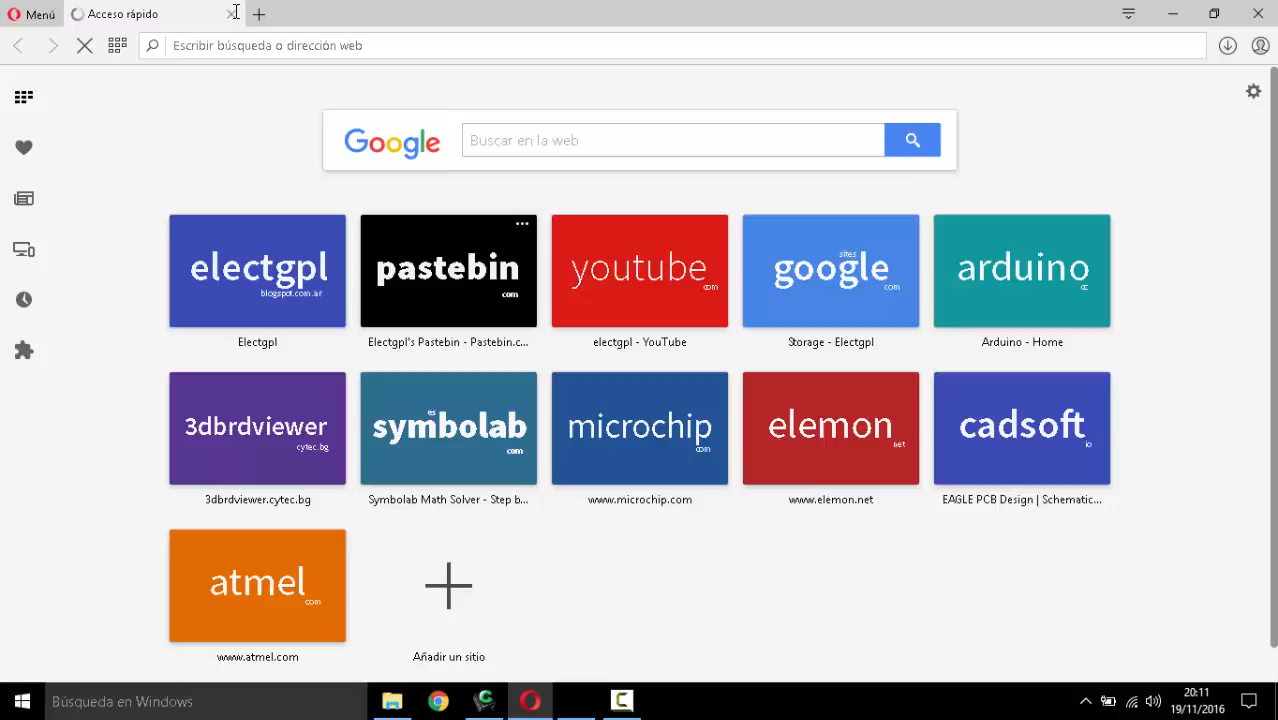 Menú
Acceso rápido
Escribir búsqueda o dirección web
Google
Buscar en la web
electgpl
blogspot.com.ar
pastebin
com
youtube
com
sites
google
com
arduino
cc
Electgpl
Electgpl's Pastebin - Pastebin.c...
electgpl - YouTube
Storage - Electgpl
Arduino - Home
3dbrdviewer
cytec.bg
es
symbolab
com
microchip
com
elemon
net
cadsoft
io
3dbrdviewer.cytec.bg
Symbolab Math Solver - Step b...
www.microchip.com
www.elemon.net
EAGLE PCB Design | Schematic...
atmel
com
www.atmel.com
Añadir un sitio
Búsqueda en Windows
20:11
19/11/2016